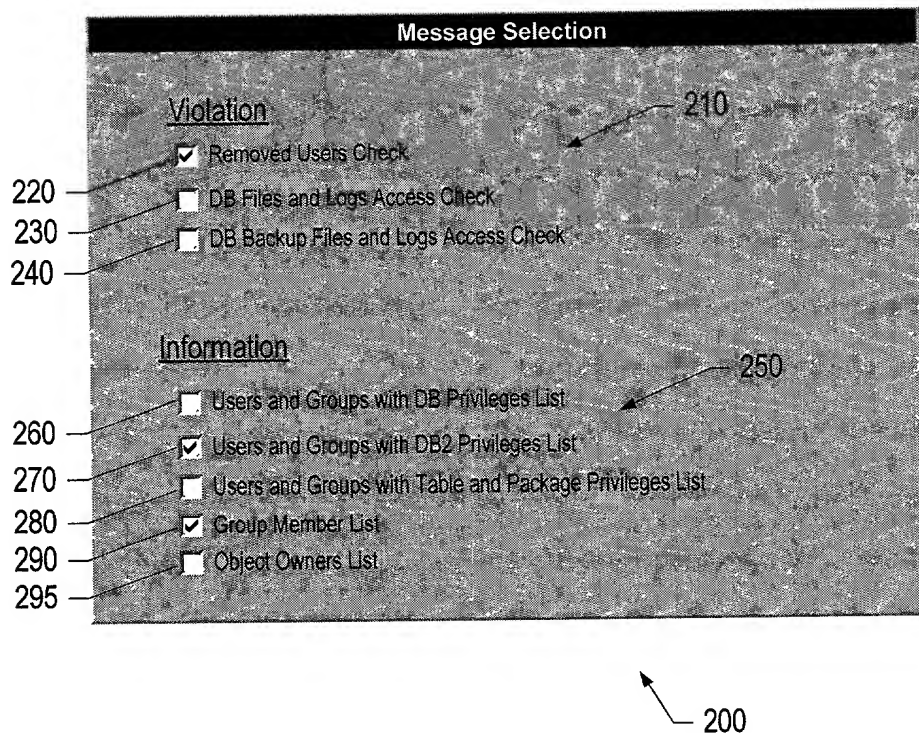 Message Selection
Violation
210
220
Removed Users Check
230
DB Files and Logs Access Check
240
DB Backup Files and Logs Access Check
Information
250
260
Users and Groups with DB Privileges List
270
Users and Groups with DB2 Privileges List
280
Users and Groups with Table and Package Privileges List
290
Group Member List
295
Object Owners List
200